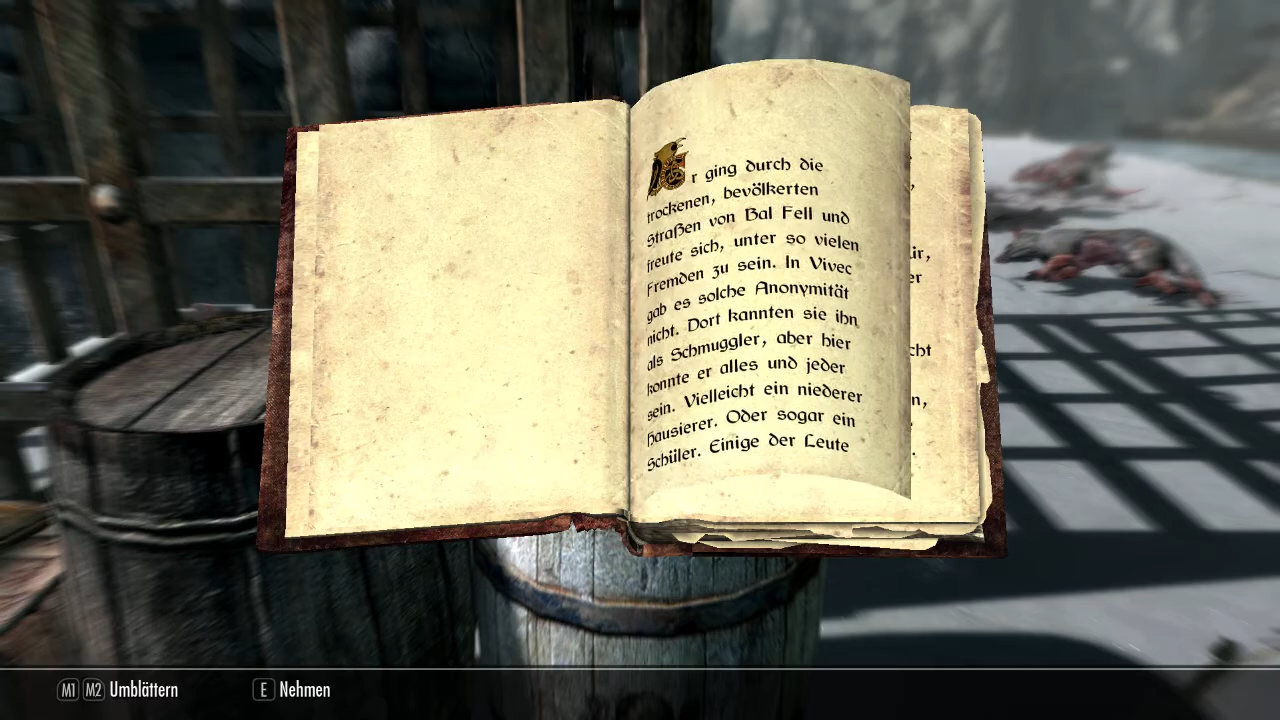 Er ging durch die
trockenen, bevölkerten
Straßen von Bal Fell und
freute sich, unter so vielen
Fremden zu sein. In Vivec
gab es solche Anonymität
nicht. Dort kannten sie ihn
als Schmuggler, aber hier
konnte er alles und jeder
sein. Vielleicht ein niederer
Hausierer. Oder sogar ein
Schüler. Einige der Leute
M1 M2 Umblättern
E Nehmen